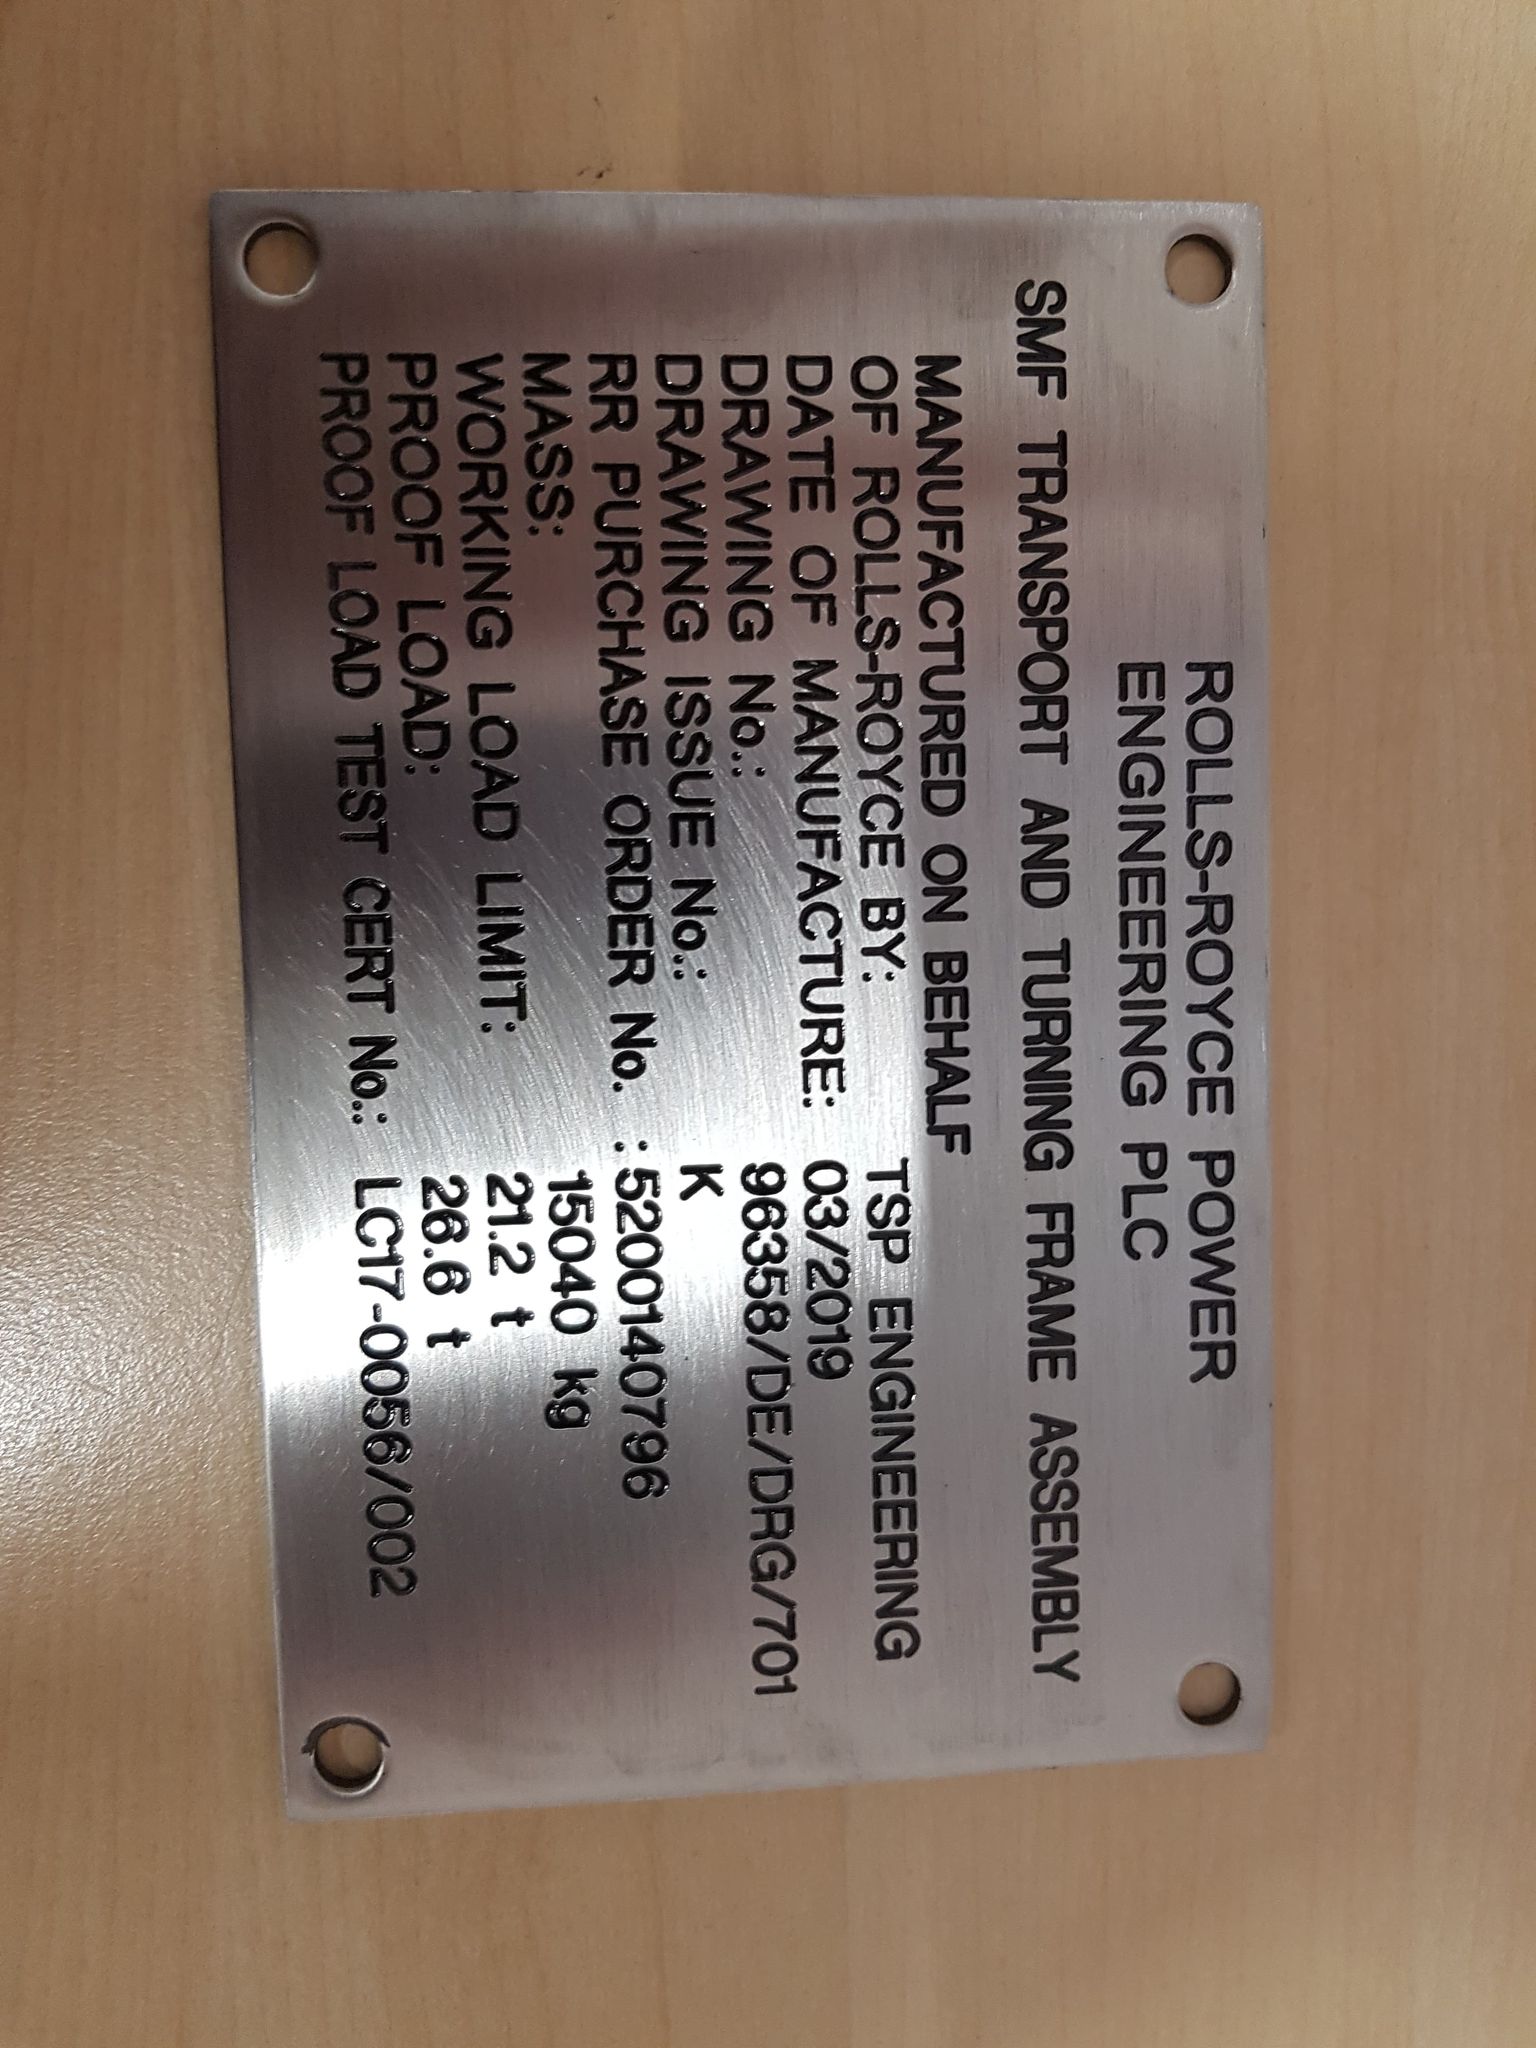 ROLLS-ROYCE POWER
ENGINEERING PLC
SMF TRANSPORT AND TURNING FRAME ASSEMBLY
MANUFACTURED ON BEHALF
OF ROLLS-ROYCE BY: TSP ENGINEERING
DATE OF MANUFACTURE: 03/2019
DRAWING No.: 96358/DE/DRG/701
DRAWING ISSUE No.: K
RR PURCHASE ORDER No. : 5200140796
MASS: 15040 kg
WORKING LOAD LIMIT: 21.2 t
PROOF LOAD: 26.6 t
PROOF LOAD TEST CERT No.: LC17-0056/002